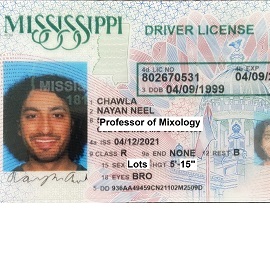 MISSISSIPPI
DRIVER LICENSE
4d LIC NO 4b EXP
802670531 04/09/
3 DOB 04/09/1999
1 CHAWLA
2 NAYAN NEEL
Professor of Mixology
4a ISS 04/12/2021
9 CLASS R 9a END NONE 12 REST B
15 SEX Lots HGT 5'-15"
18 EYES BRO
5 DD